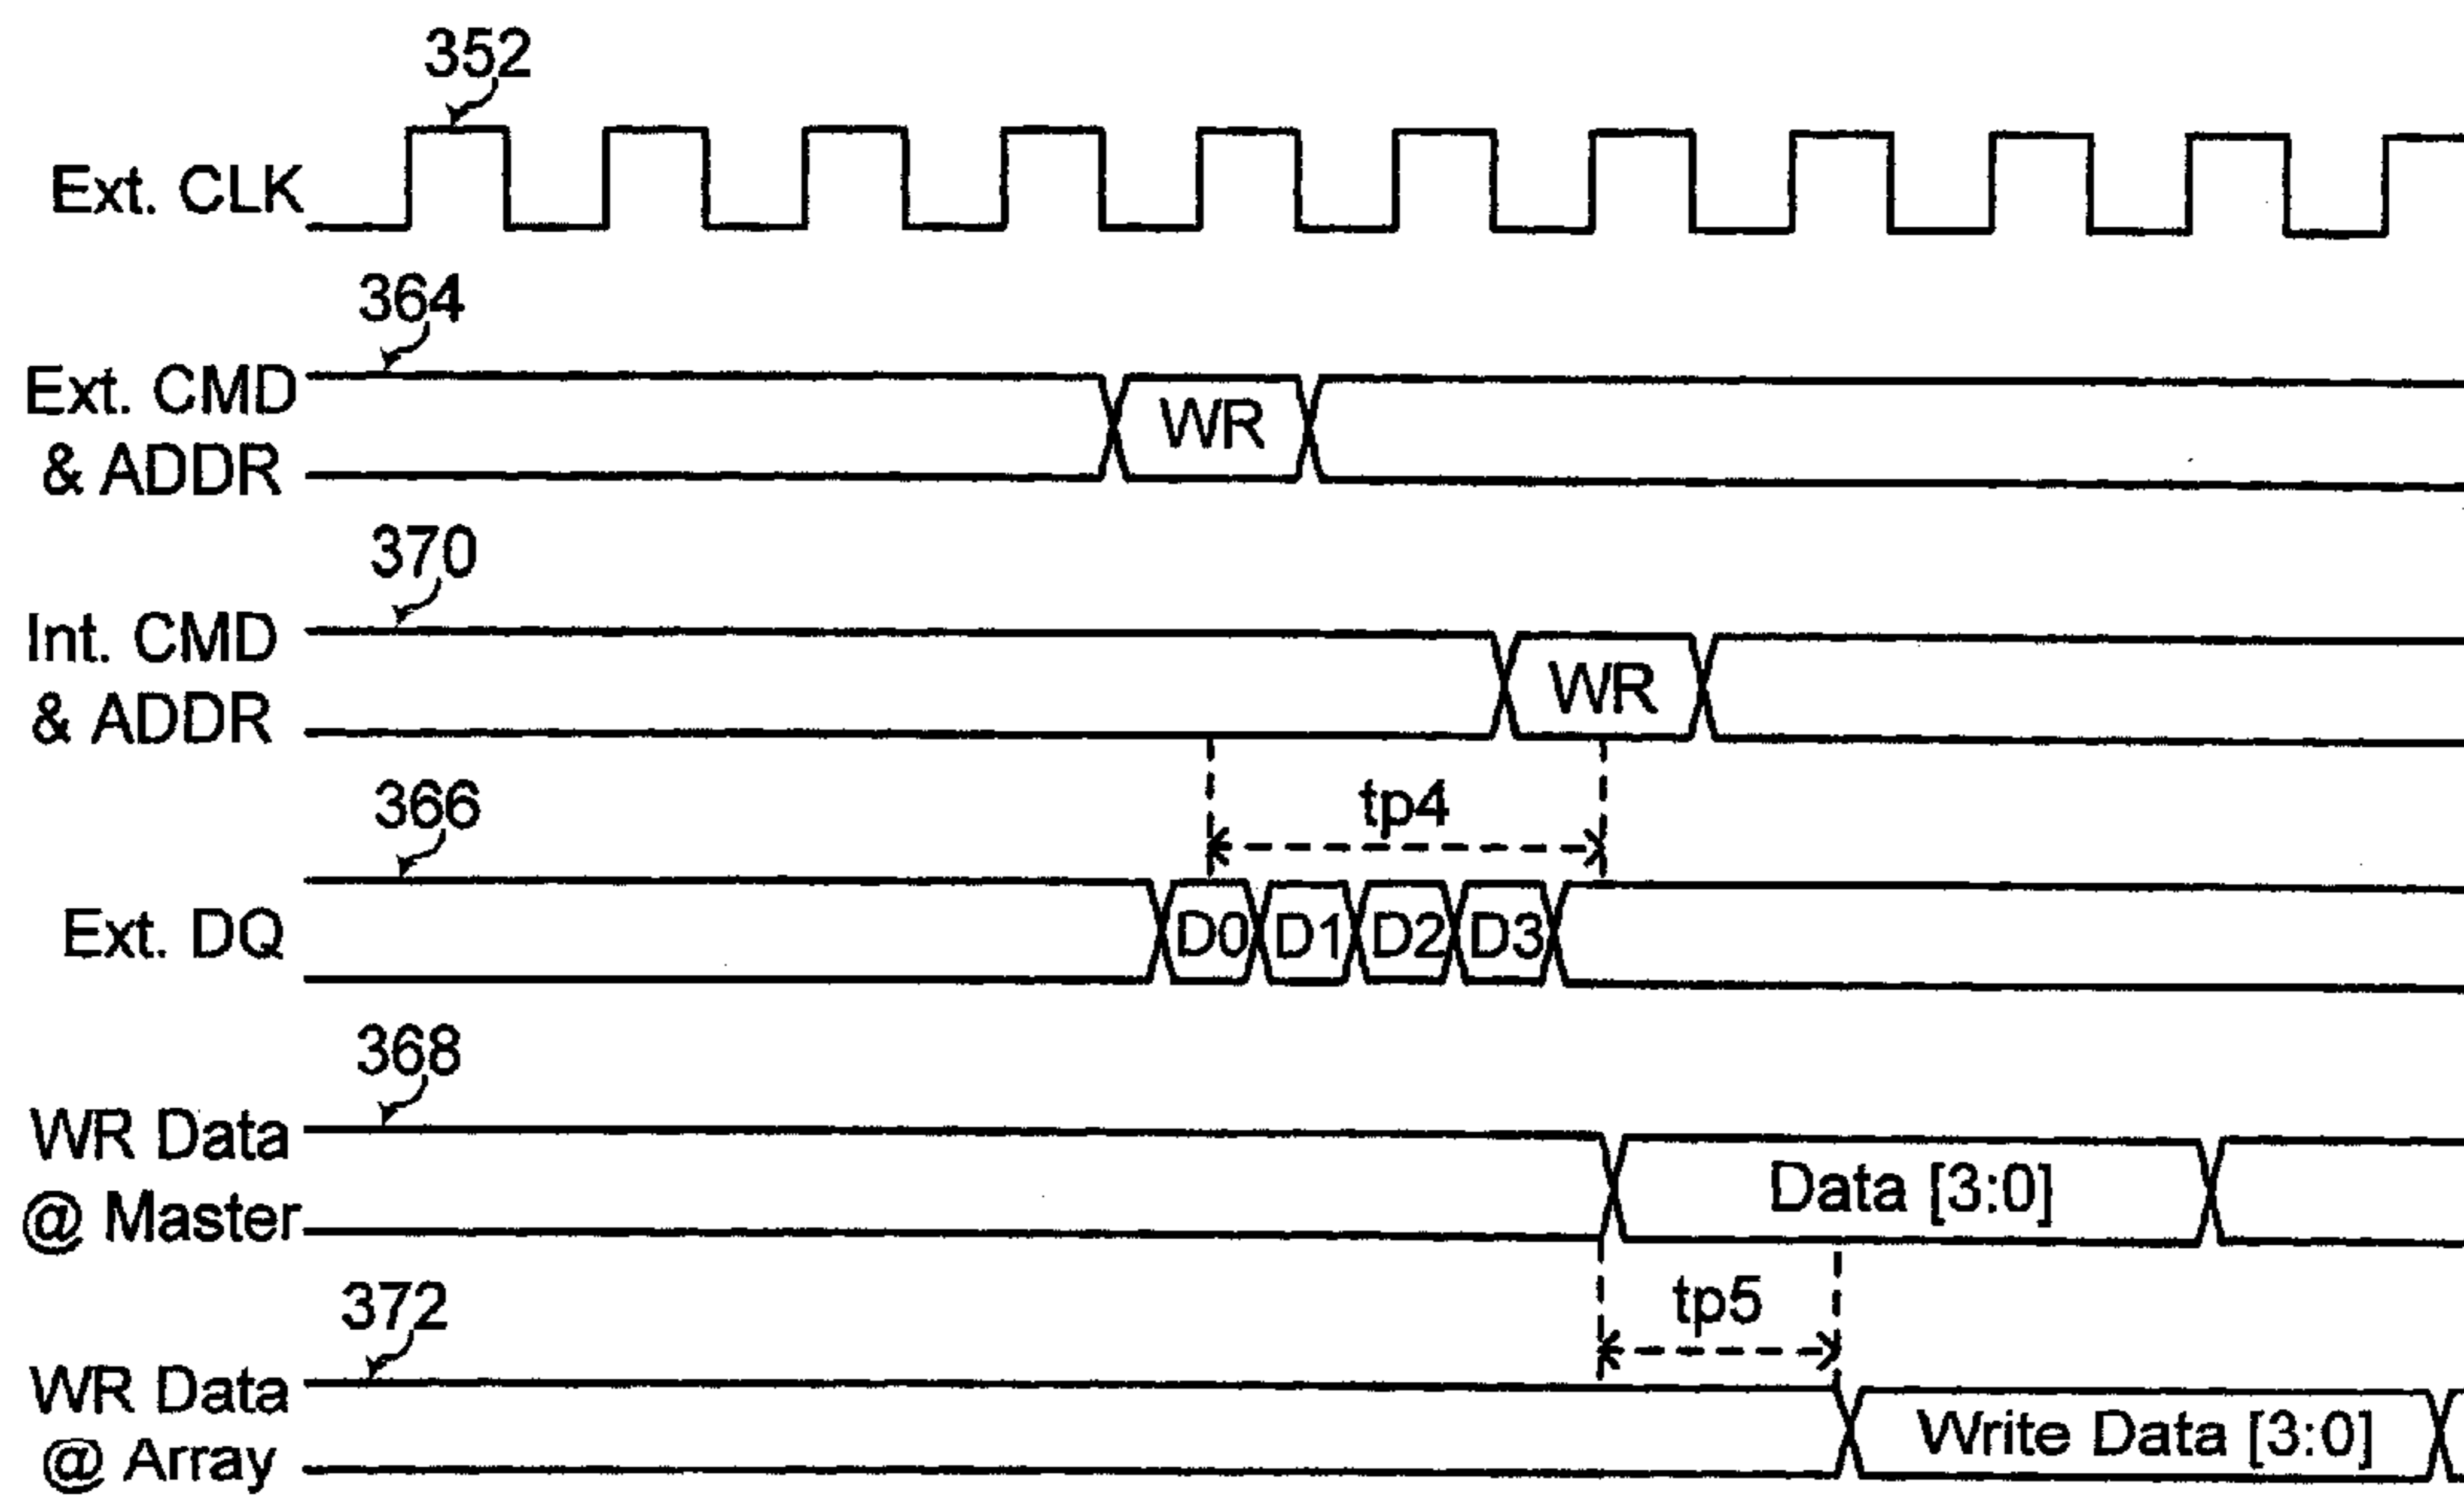 352
Ext. CLK
364
Ext. CMD
& ADDR
WR
370
Int. CMD
& ADDR
WR
tp4
366
Ext. DQ
D0 D1 D2 D3
368
WR Data
@ Master
Data [3:0]
tp5
372
WR Data
@ Array
Write Data [3:0]